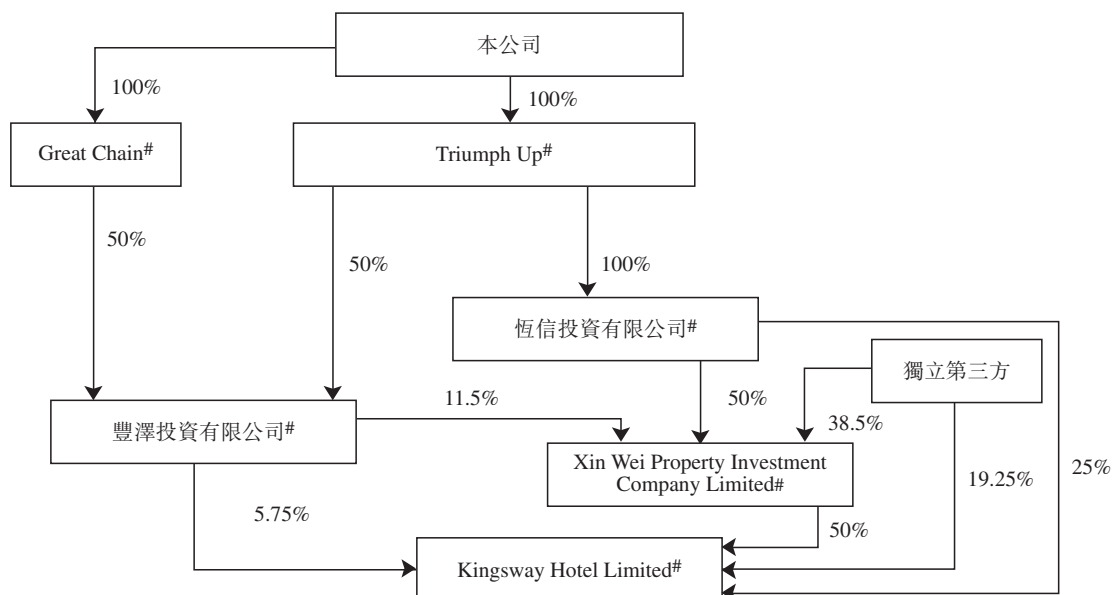 本公司
100%
100%
Great Chain#
Triumph Up#
50%
50%
100%
恆信投資有限公司#
獨立第三方
11.5%
50%
豐澤投資有限公司#
38.5%
Xin Wei Property Investment
Company Limited#
19.25%
25%
5.75%
50%
Kingsway Hotel Limited#